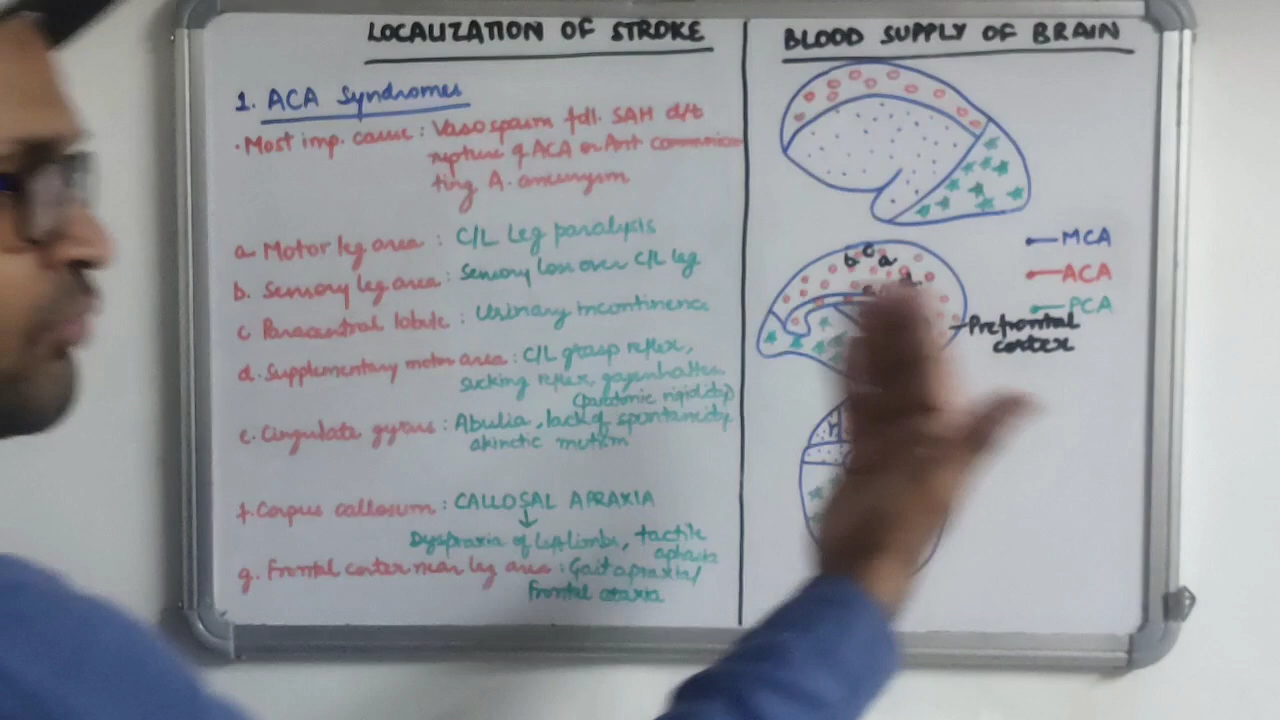 LOCALIZATION OF STROKE
1. ACA Syndromes
. Most imp. cause : Vasospasm fdl. SAH d/t
rupture of ACA or Ant communica
ting A. aneurysm
a. Motor leg area : C/L Leg paralysis
b. Sensory leg area : Sensory loss over C/L leg
c Paracentral lobule : Urinary incontinence
d. Supplementary motor area : C/L grasp reflex,
sucking reflex, gegenhalten
(paratonic rigidity)
e. Cingulate gyrus : Abulia, lack of spontaneity
akinetic mutism
f. Corpus callosum : CALLOSAL APRAXIA
↓
Dyspraxia of left limbs, tactile
aphasia
g. Frontal cortex near leg area : Gait apraxia/
Frontal ataxia
BLOOD SUPPLY OF BRAIN
MCA
ACA
PCA
b c a
d
e
Prefrontal
cortex